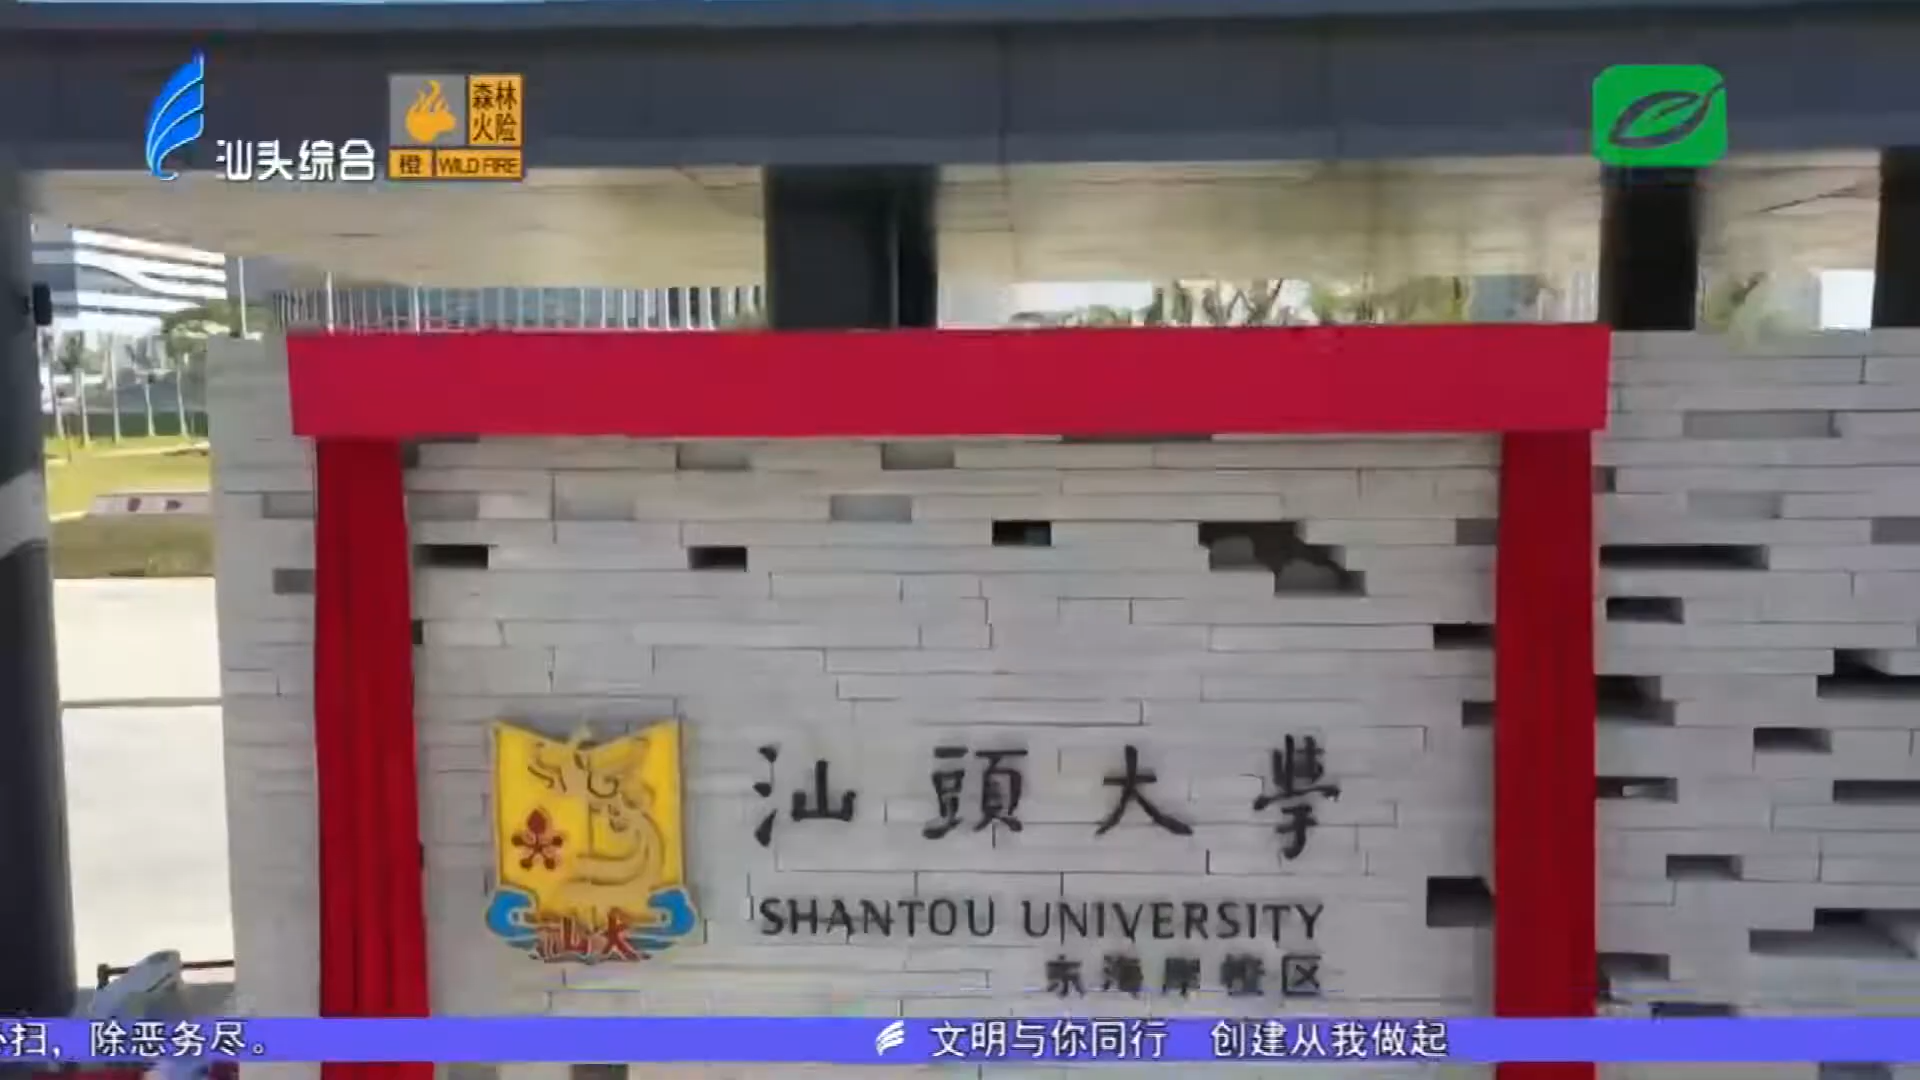 汕头综合
森林
火险
橙 WILD FIRE
汕頭大學
SHANTOU UNIVERSITY
东海岸校区
汕大
扫，除恶务尽。
文明与你同行 创建从我做起